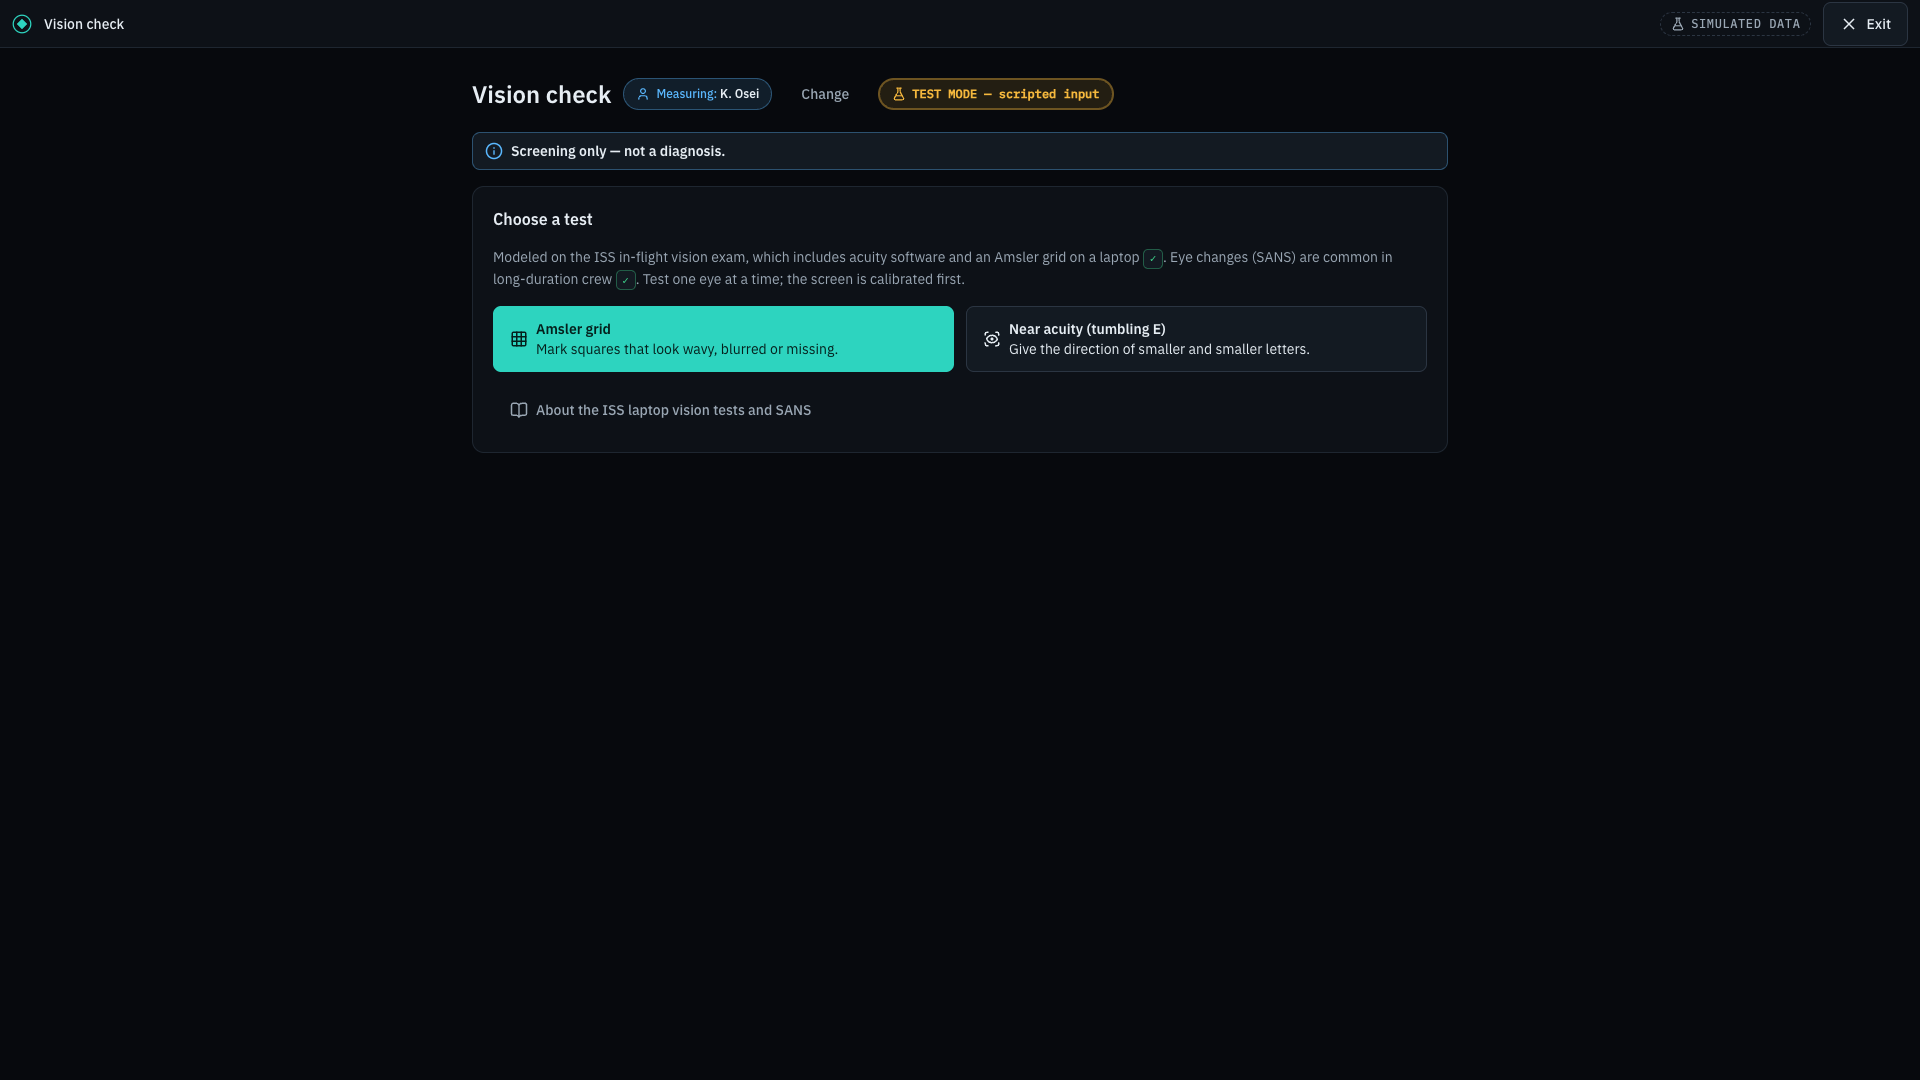 Vision check
SIMULATED DATA
Exit
Vision check
Measuring: K. Osei
Change
TEST MODE — scripted input
Screening only — not a diagnosis.
Choose a test
Modeled on the ISS in-flight vision exam, which includes acuity software and an Amsler grid on a laptop ✓. Eye changes (SANS) are common in
long-duration crew ✓. Test one eye at a time; the screen is calibrated first.
Amsler grid
Mark squares that look wavy, blurred or missing.
Near acuity (tumbling E)
Give the direction of smaller and smaller letters.
About the ISS laptop vision tests and SANS